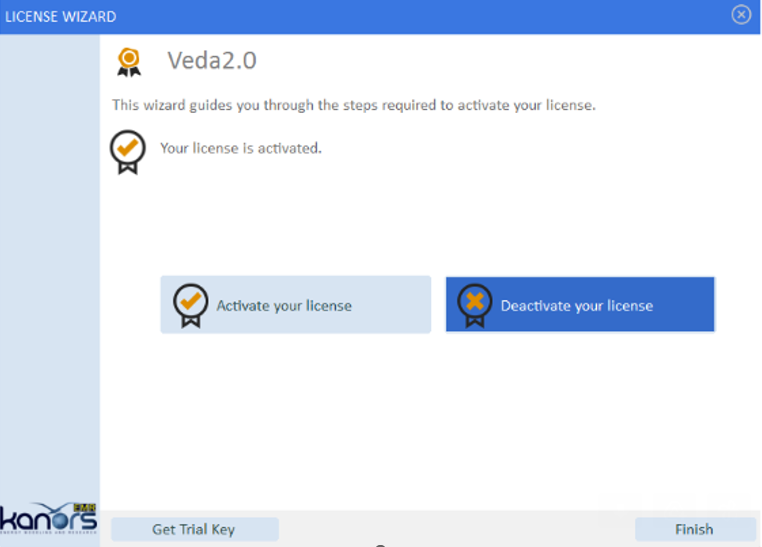 LICENSE WIZARD
Veda2.0
This wizard guides you through the steps required to activate your license.
Your license is activated.
Activate your license
Deactivate your license
kanors
EMR
ENERGY MODELING AND RESEARCH
Get Trial Key
Finish